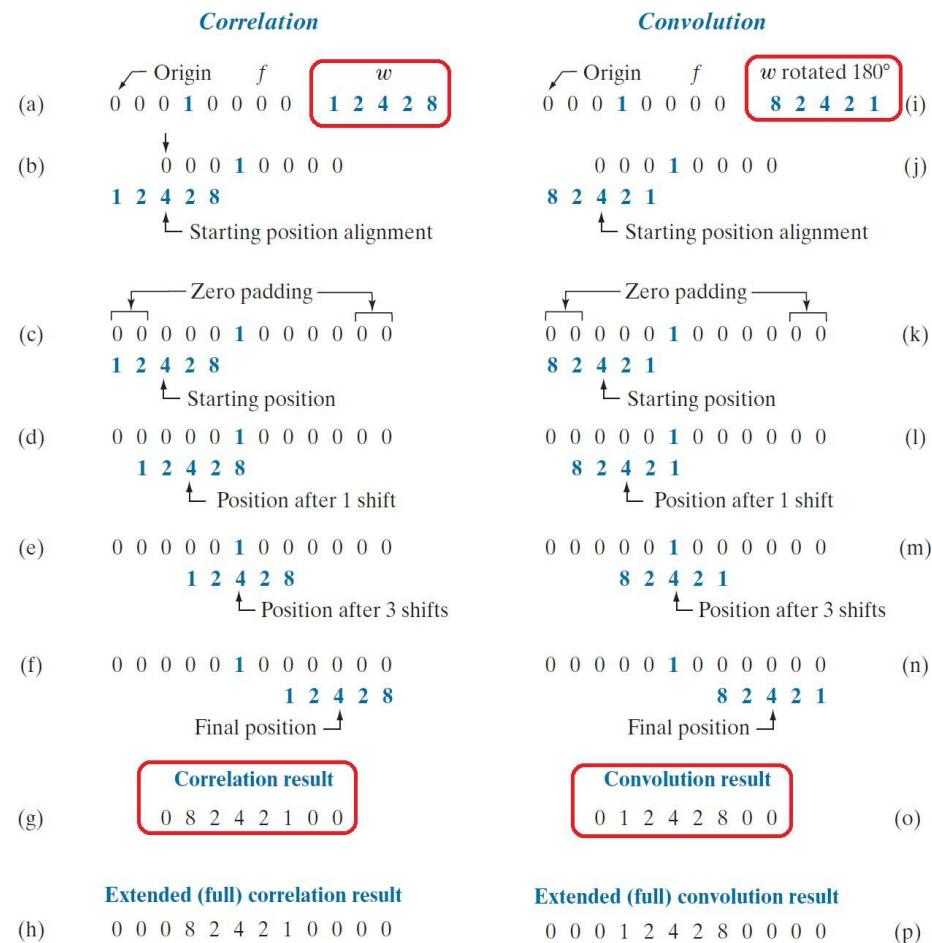 Correlation
Origin f w
(a) 0 0 0 1 0 0 0 0 1 2 4 2 8
(b) 0 0 0 1 0 0 0 0
1 2 4 2 8
Starting position alignment
Zero padding
(c) 0 0 0 0 0 1 0 0 0 0 0 0
1 2 4 2 8
Starting position
(d) 0 0 0 0 0 1 0 0 0 0 0 0
1 2 4 2 8
Position after 1 shift
(e) 0 0 0 0 0 1 0 0 0 0 0 0
1 2 4 2 8
Position after 3 shifts
(f) 0 0 0 0 0 1 0 0 0 0 0 0
1 2 4 2 8
Final position
Correlation result
(g) 0 8 2 4 2 1 0 0
Extended (full) correlation result
(h) 0 0 0 8 2 4 2 1 0 0 0 0
Convolution
Origin f w rotated 180°
0 0 0 1 0 0 0 0 8 2 4 2 1 (i)
0 0 0 1 0 0 0 0 (j)
8 2 4 2 1
Starting position alignment
Zero padding
0 0 0 0 0 1 0 0 0 0 0 0 (k)
8 2 4 2 1
Starting position
0 0 0 0 0 1 0 0 0 0 0 0 (l)
8 2 4 2 1
Position after 1 shift
0 0 0 0 0 1 0 0 0 0 0 0 (m)
8 2 4 2 1
Position after 3 shifts
0 0 0 0 0 1 0 0 0 0 0 0 (n)
8 2 4 2 1
Final position
Convolution result
0 1 2 4 2 8 0 0 (o)
Extended (full) convolution result
0 0 0 1 2 4 2 8 0 0 0 0 (p)